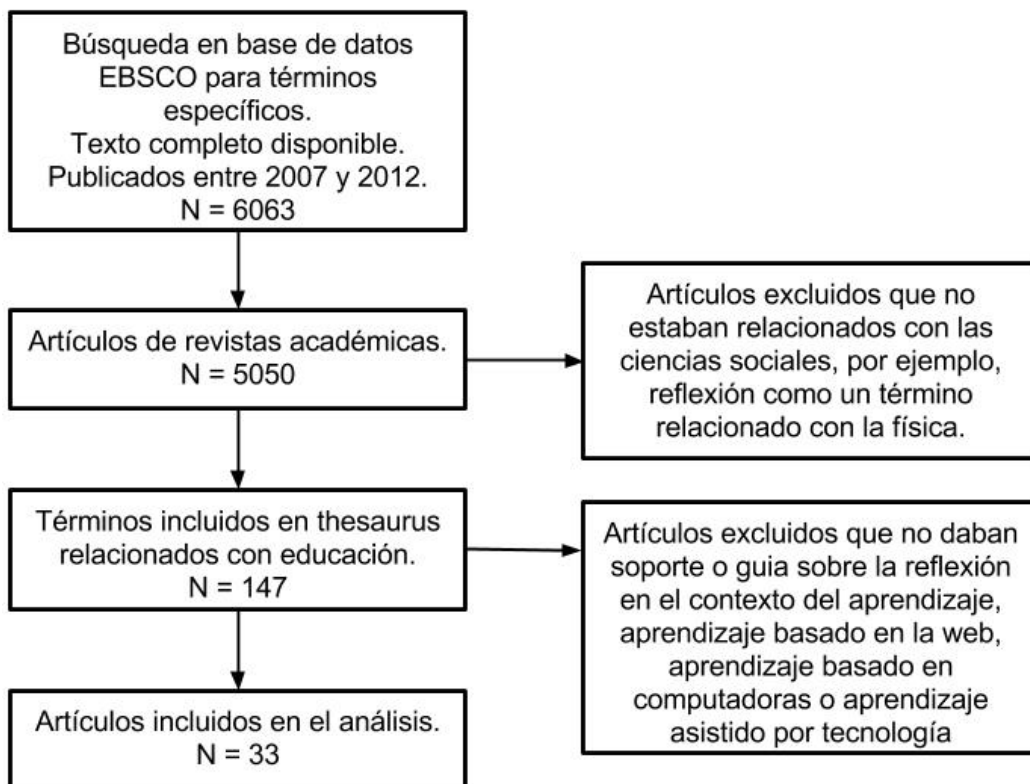 Búsqueda en base de datos
EBSCO para términos
específicos.
Texto completo disponible.
Publicados entre 2007 y 2012.
N = 6063
Artículos de revistas académicas.
N = 5050
Artículos excluidos que no
estaban relacionados con las
ciencias sociales, por ejemplo,
reflexión como un término
relacionado con la física.
Términos incluidos en thesaurus
relacionados con educación.
N = 147
Artículos excluidos que no daban
soporte o guia sobre la reflexión
en el contexto del aprendizaje,
aprendizaje basado en la web,
aprendizaje basado en
computadoras o aprendizaje
asistido por tecnología
Artículos incluidos en el análisis.
N = 33